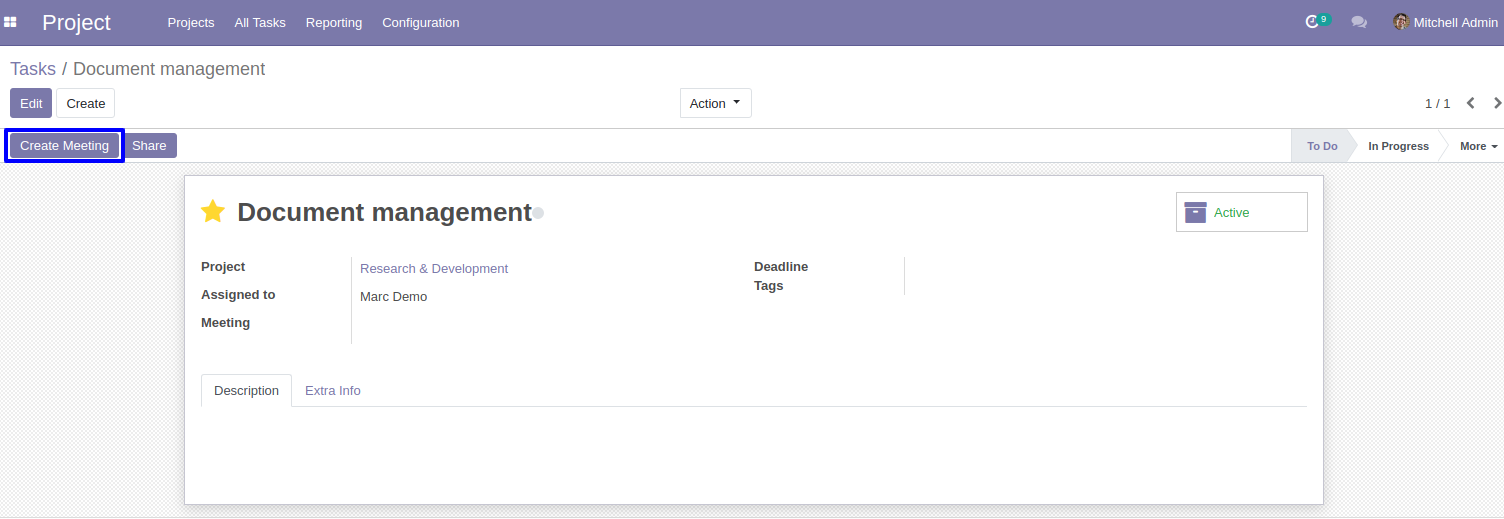 Project Projects All Tasks Reporting Configuration 9 Mitchell Admin
Tasks / Document management
Edit Create Action 1 / 1
Create Meeting Share To Do In Progress More
Document management Active
Project Research & Development Deadline
Tags
Assigned to Marc Demo
Meeting
Description Extra Info